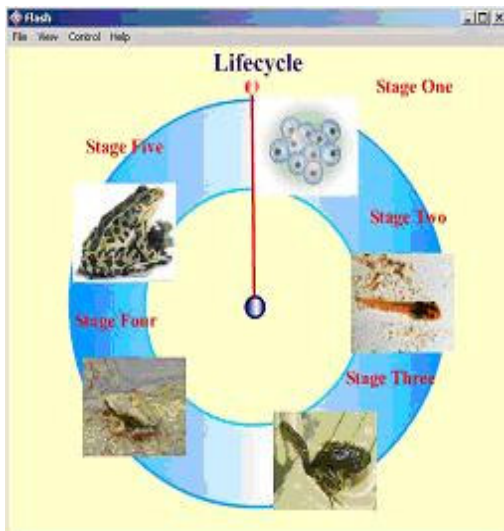 Flash
File View Control Help
Lifecycle
Stage One
Stage Two
Stage Three
Stage Four
Stage Five